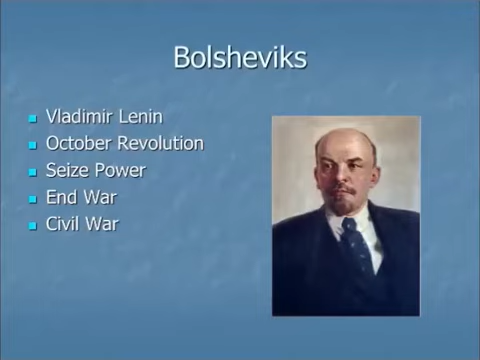 Bolsheviks
Vladimir Lenin
October Revolution
Seize Power
End War
Civil War